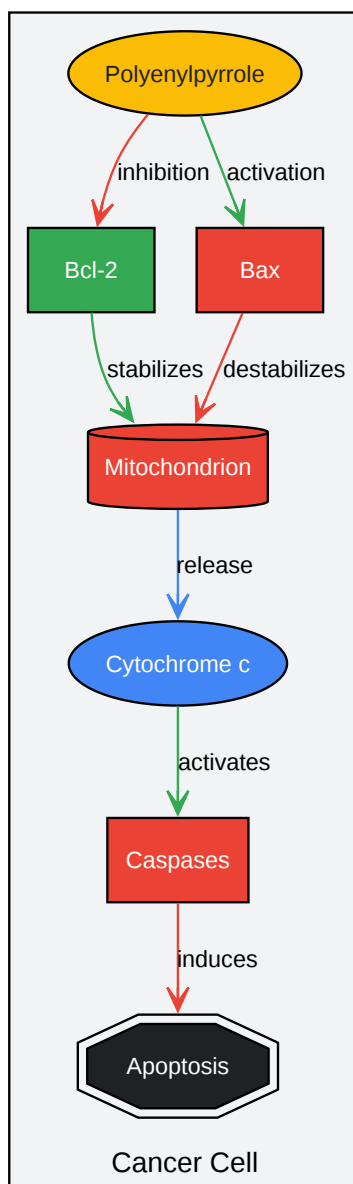 Polyenylpyrrole
inhibition activation
Bcl-2 Bax
stabilizes destabilizes
Mitochondrion
release
Cytochrome c
activates
Caspases
induces
Apoptosis
Cancer Cell